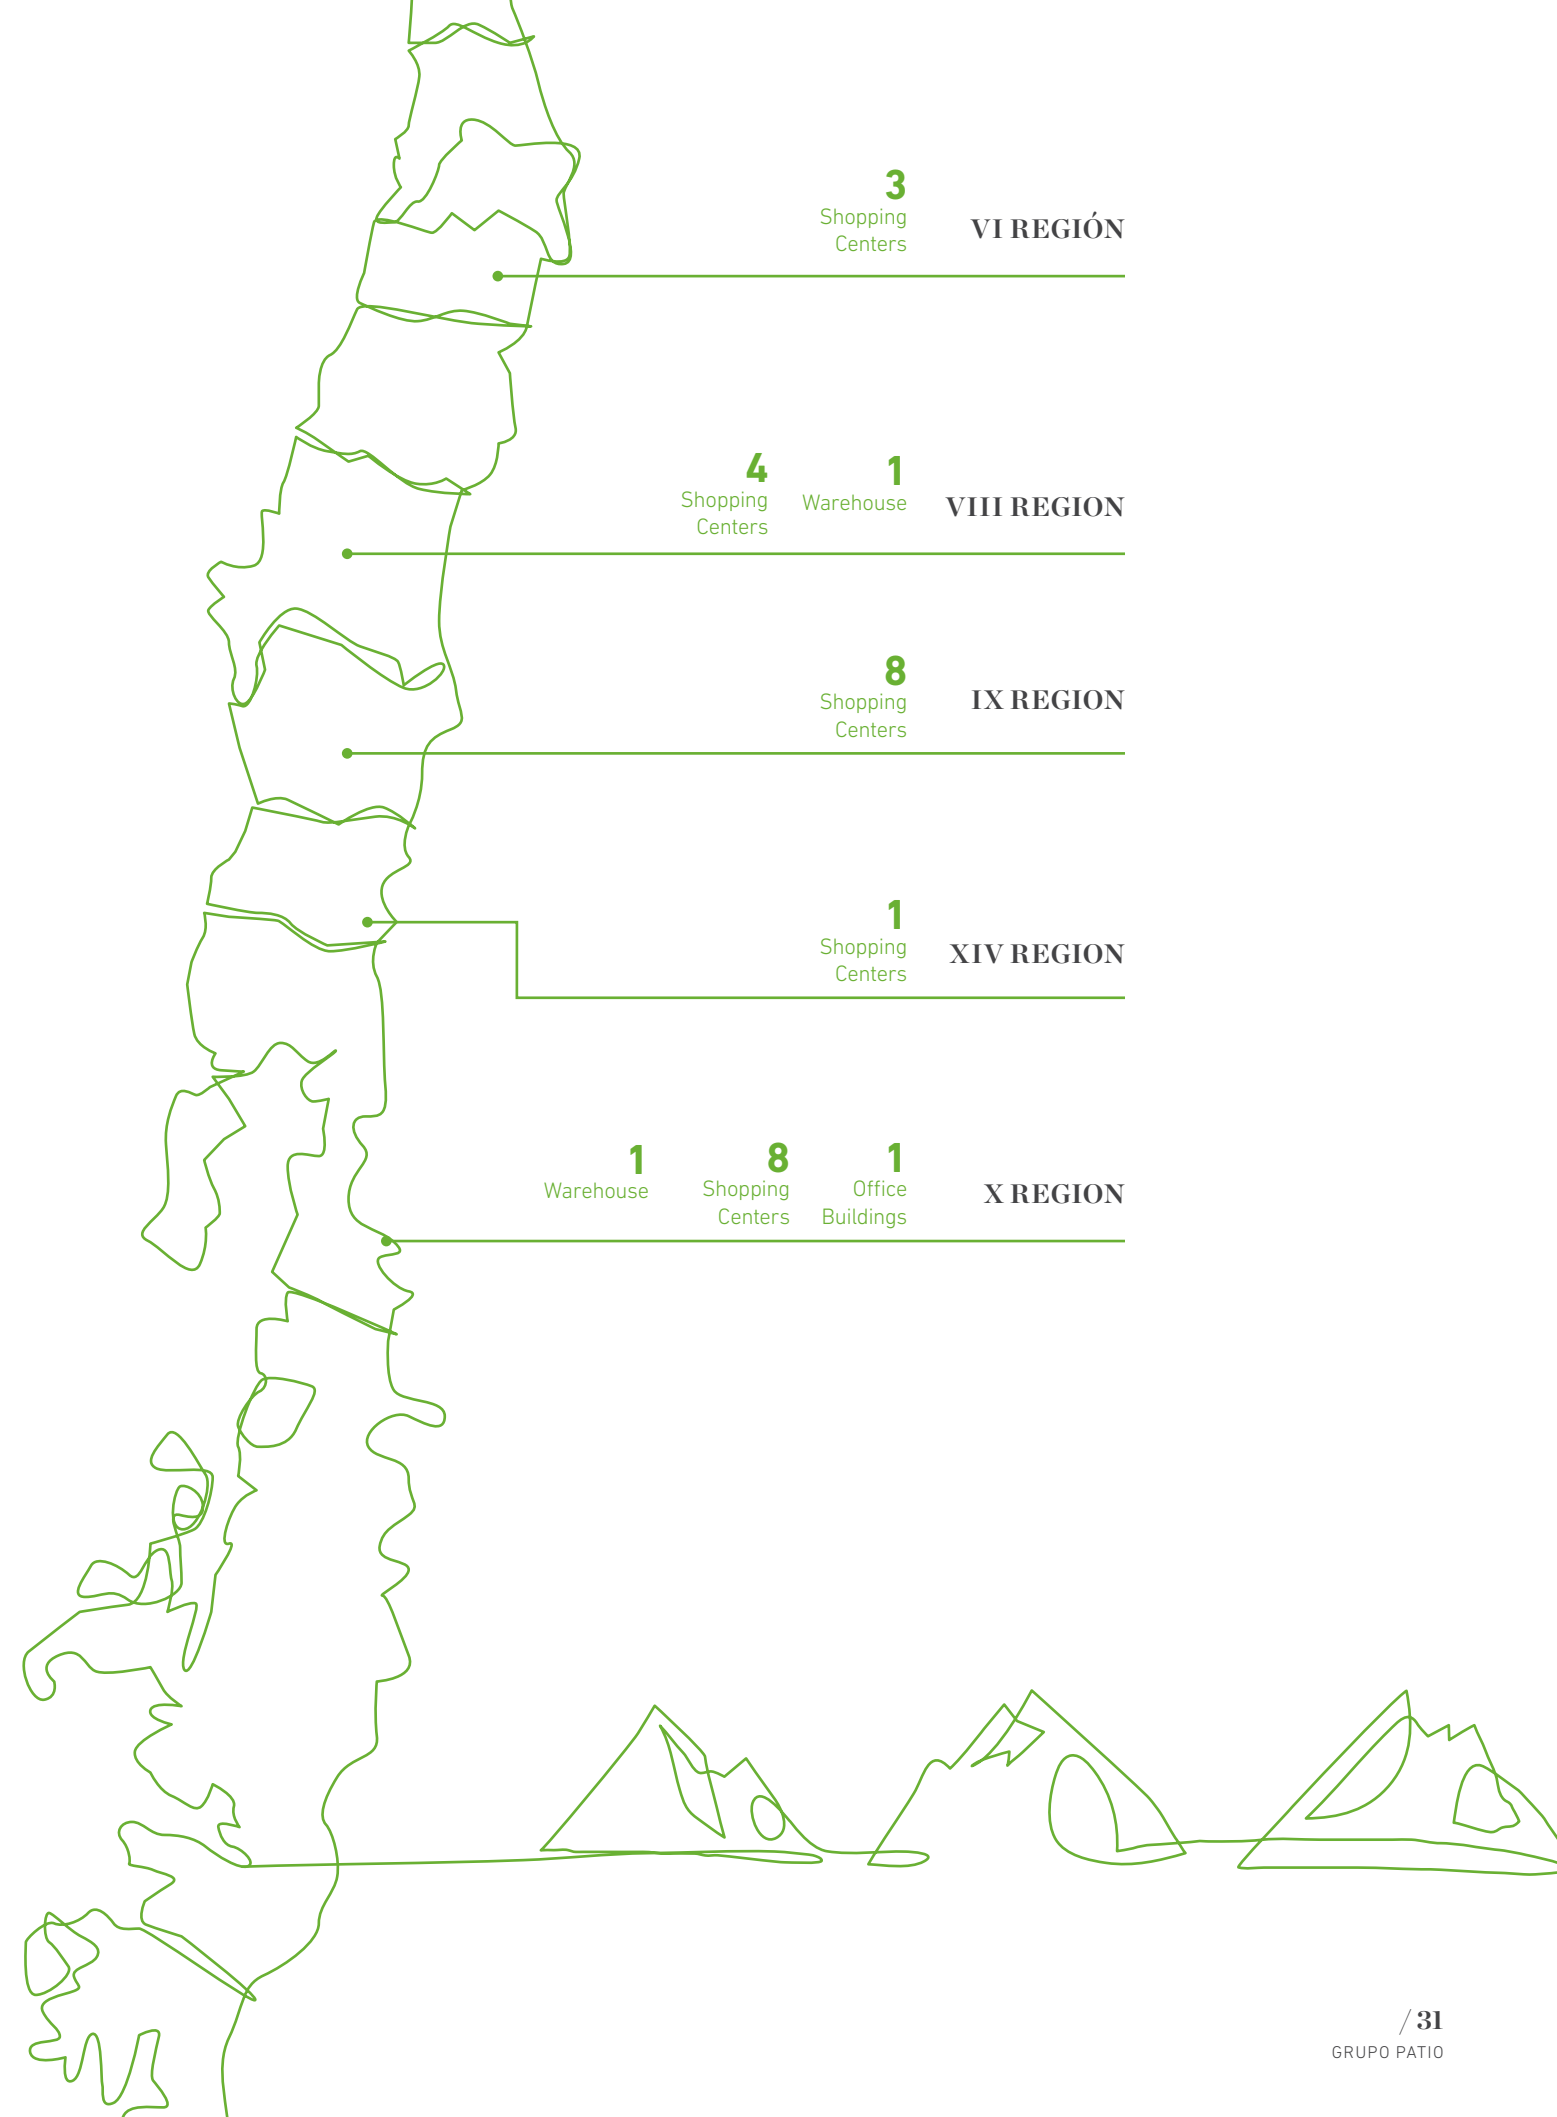 3
Shopping
Centers
VI REGIÓN
4
Shopping
Centers
1
Warehouse
VIII REGION
8
Shopping
Centers
IX REGION
1
Shopping
Centers
XIV REGION
1
Warehouse
8
Shopping
Centers
1
Office
Buildings
X REGION
/ 31
GRUPO PATIO